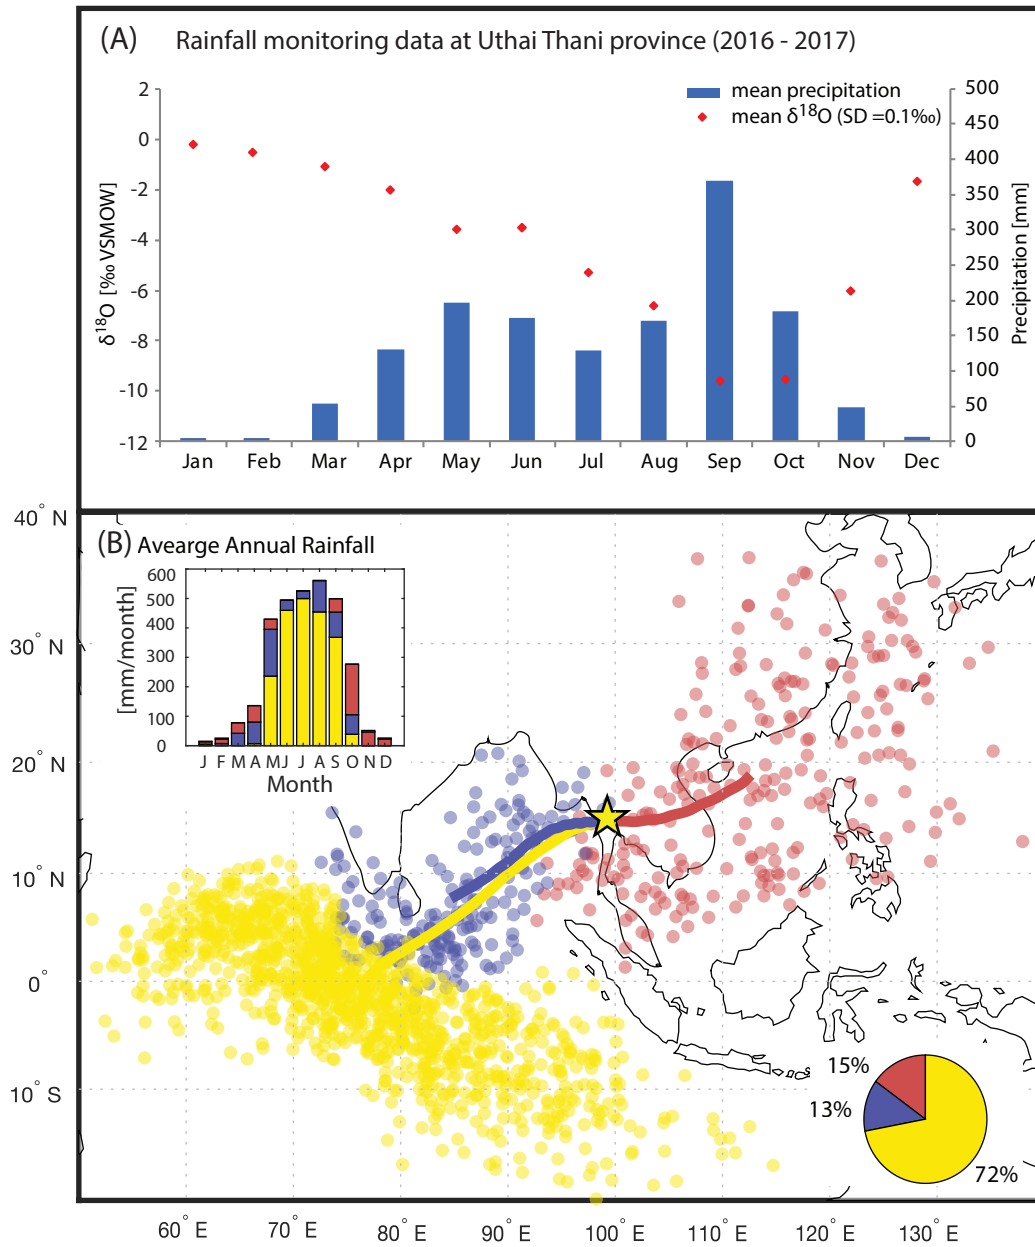 (A) Rainfall monitoring data at Uthai Thani province (2016 - 2017)
mean precipitation
mean δ¹⁸O (SD =0.1‰)
2
0
-2
-4
-6
-8
-10
-12
δ¹⁸O [‰ VSMOW]
500
450
400
350
300
250
200
150
100
50
0
Precipitation [mm]
Jan Feb Mar Apr May Jun Jul Aug Sep Oct Nov Dec
(B) Avearge Annual Rainfall
600
500
400
300
200
100
0
[mm/month]
J F M A M J J A S O N D
Month
40° N
30° N
20° N
10° N
0°
10° S
15%
13%
72%
60° E 70° E 80° E 90° E 100° E 110° E 120° E 130° E